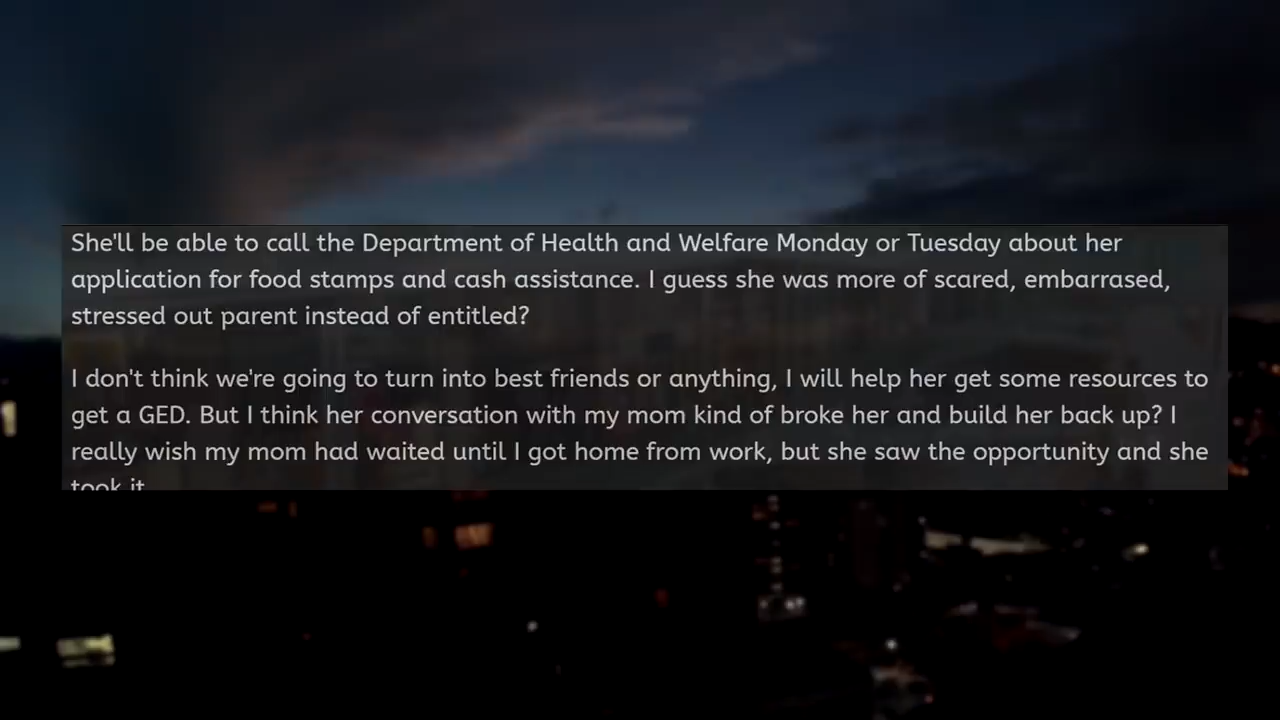 She'll be able to call the Department of Health and Welfare Monday or Tuesday about her
application for food stamps and cash assistance. I guess she was more of scared, embarrased,
stressed out parent instead of entitled?
I don't think we're going to turn into best friends or anything, I will help her get some resources to
get a GED. But I think her conversation with my mom kind of broke her and build her back up? I
really wish my mom had waited until I got home from work, but she saw the opportunity and she
took it